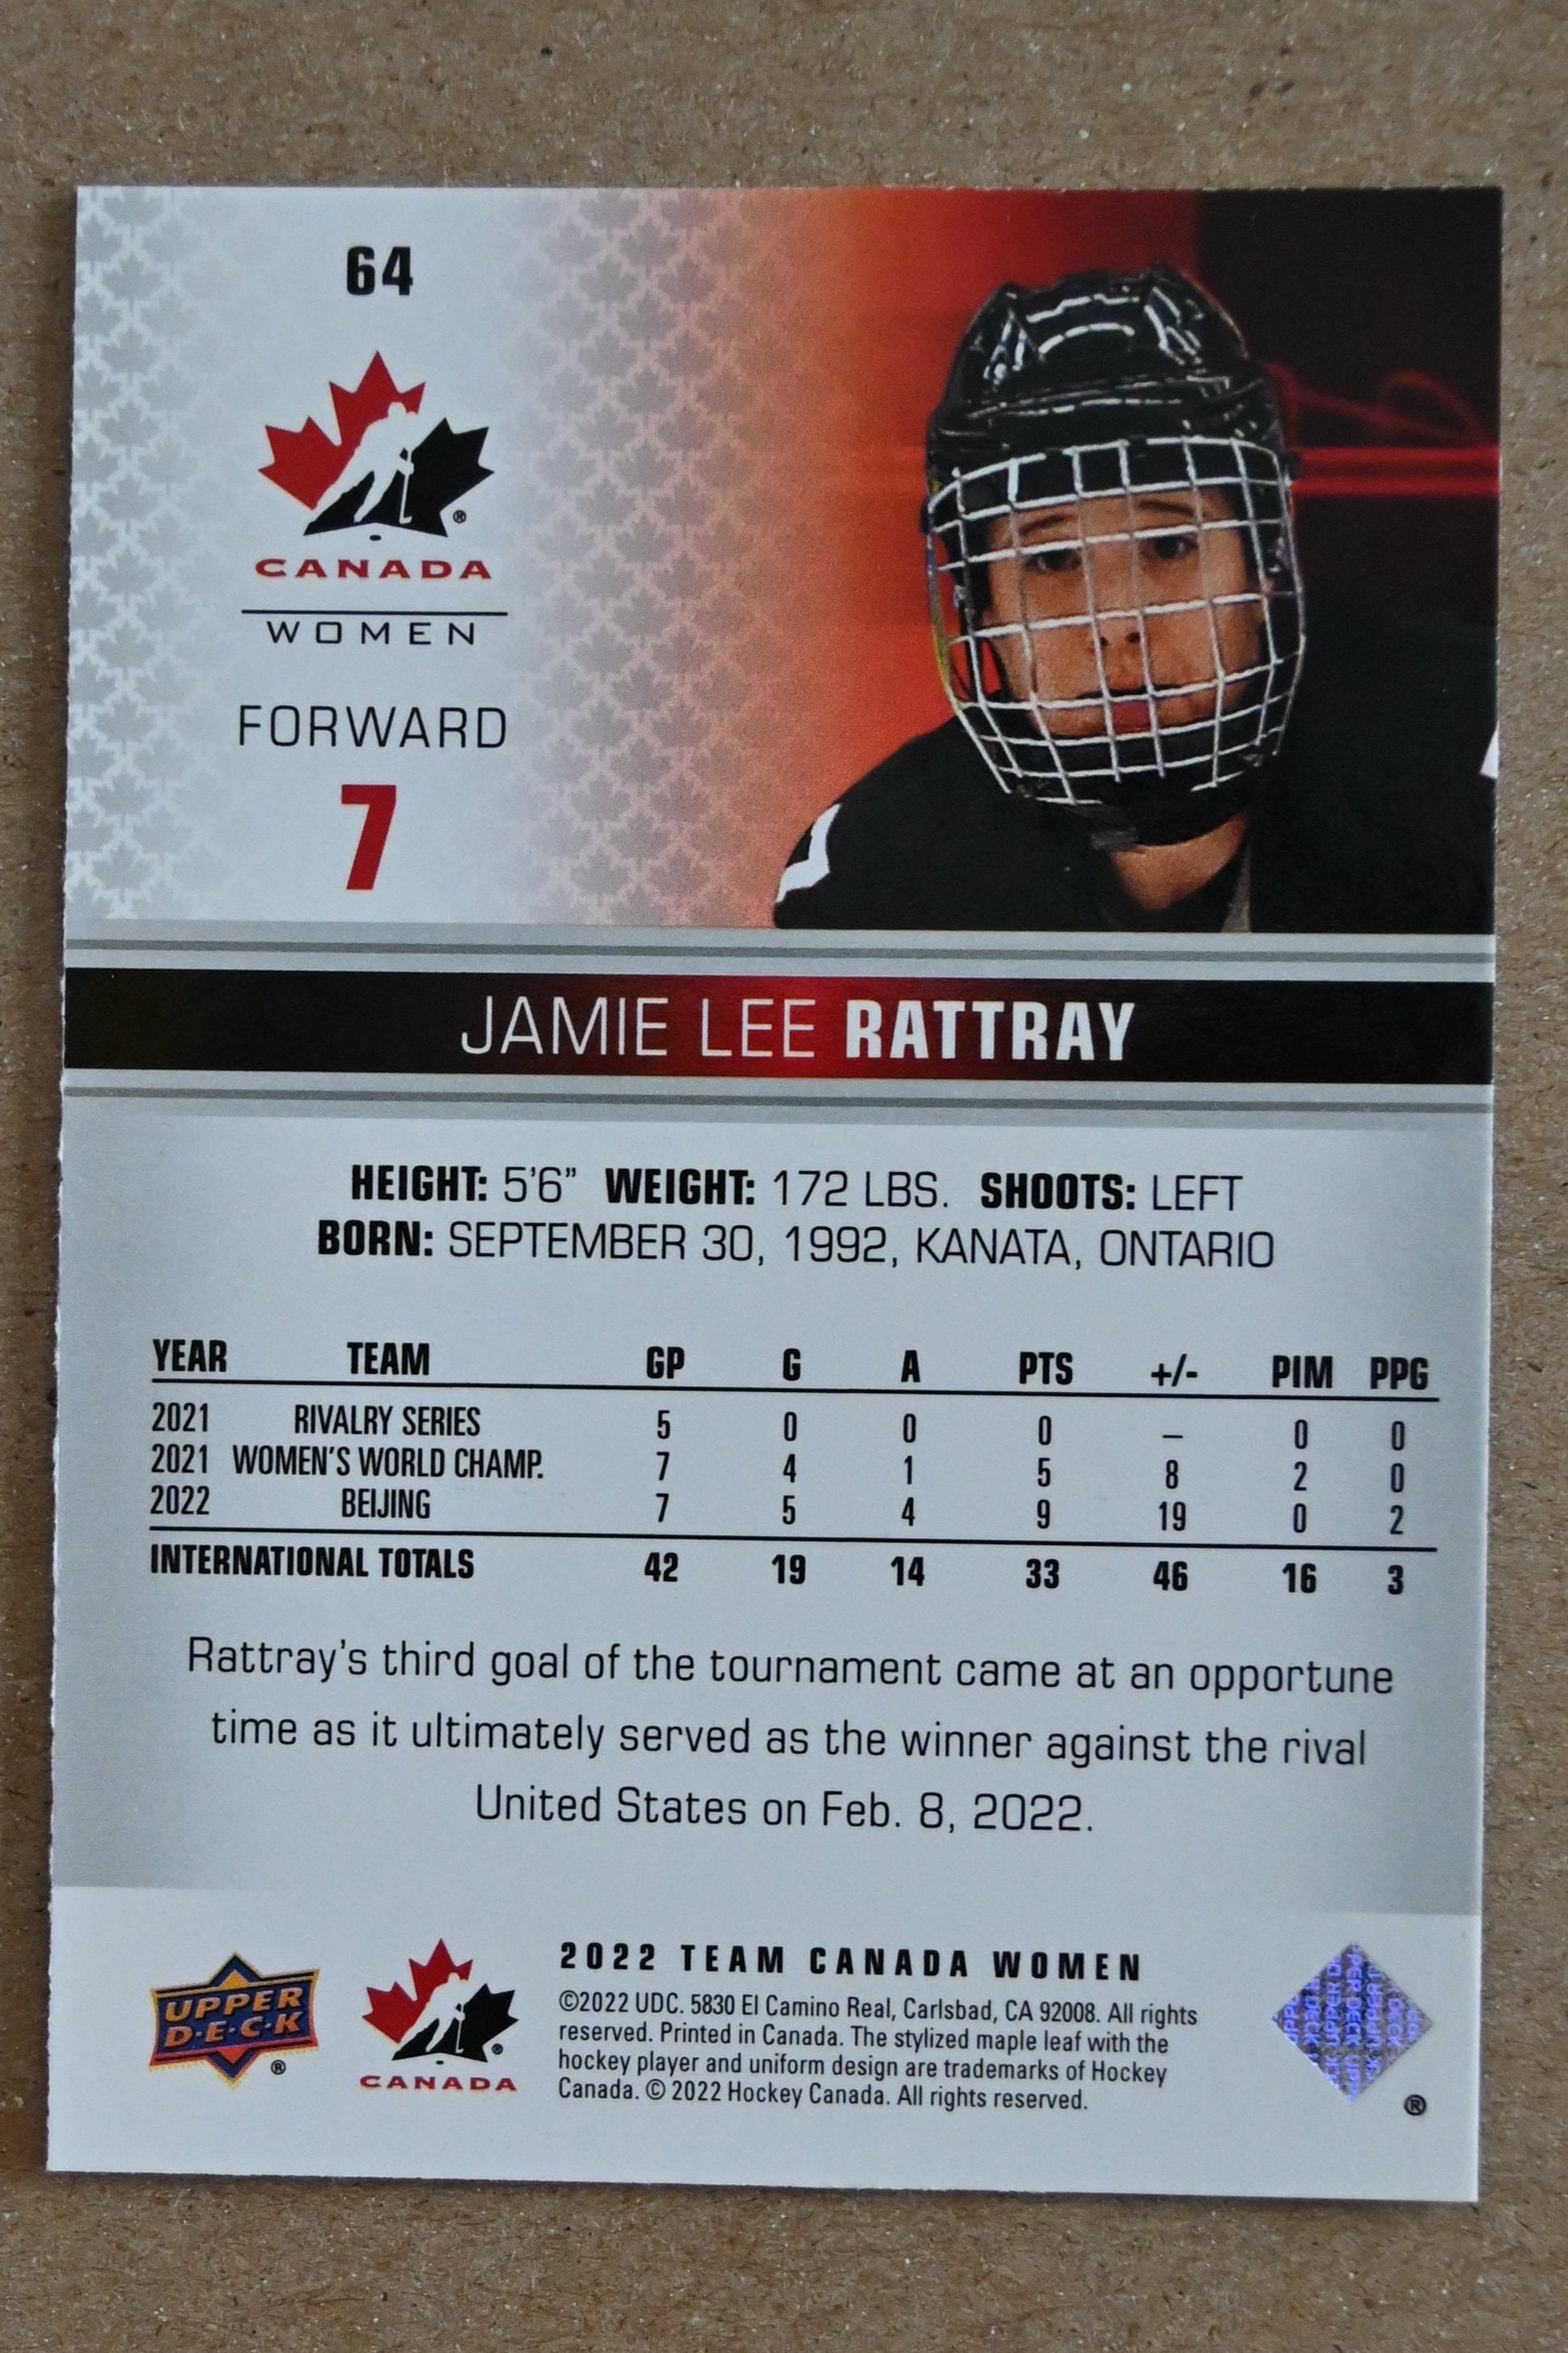 64
®
CANADA
WOMEN
FORWARD
7
JAMIE LEE RATTRAY
HEIGHT: 5'6" WEIGHT: 172 LBS. SHOOTS: LEFT
BORN: SEPTEMBER 30, 1992, KANATA, ONTARIO
YEAR TEAM GP G A PTS +/- PIM PPG
2021 RIVALRY SERIES 5 0 0 0 – 0 0
2021 WOMEN'S WORLD CHAMP. 7 4 1 5 8 2 0
2022 BEIJING 7 5 4 9 19 0 2
INTERNATIONAL TOTALS 42 19 14 33 46 16 3
Rattray's third goal of the tournament came at an opportune
time as it ultimately served as the winner against the rival
United States on Feb. 8, 2022.
UPPER
D·E·C·K
®
®
CANADA
2022 TEAM CANADA WOMEN
©2022 UDC. 5830 El Camino Real, Carlsbad, CA 92008. All rights
reserved. Printed in Canada. The stylized maple leaf with the
hockey player and uniform design are trademarks of Hockey
Canada. © 2022 Hockey Canada. All rights reserved.
®